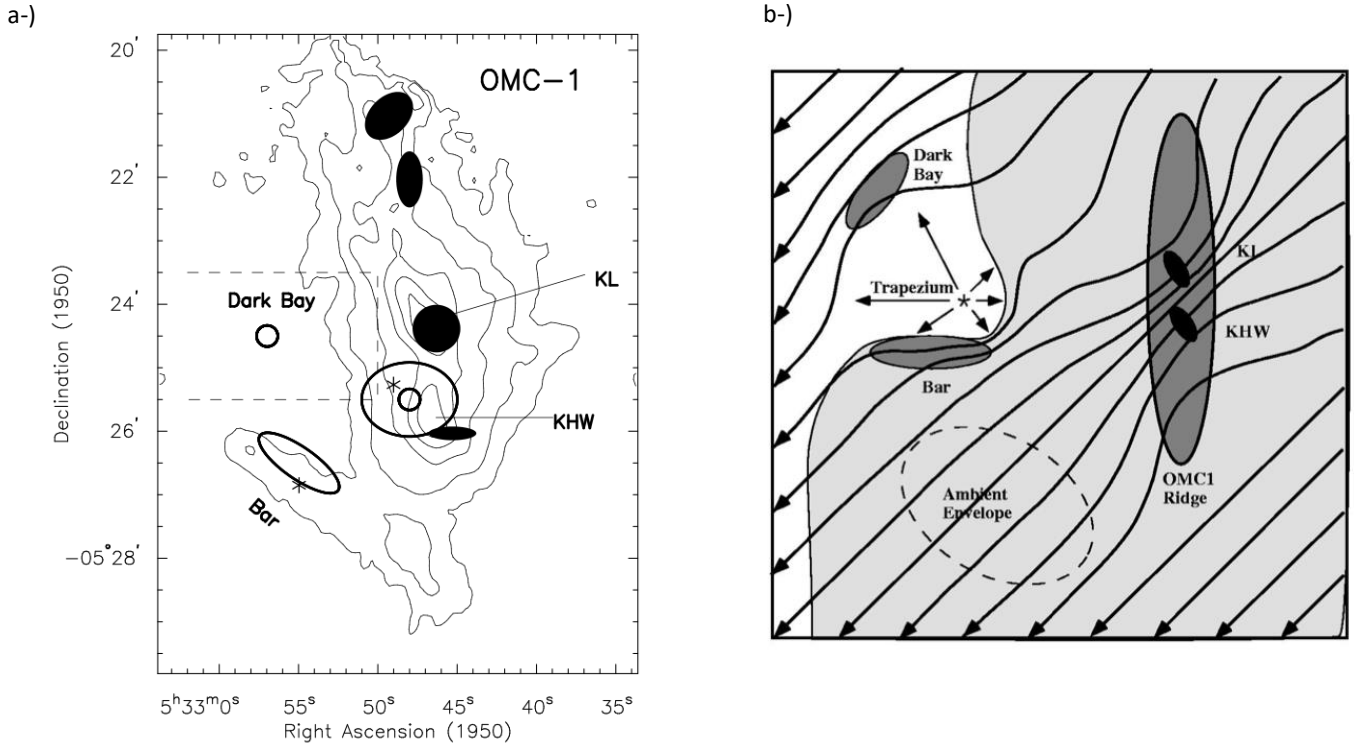 a-)
OMC-1
20′
22′
24′
26′
-05°28′
Declination (1950)
Dark Bay
KL
KHW
Bar
5ʰ33ᵐ0ˢ
55ˢ
50ˢ
45ˢ
40ˢ
35ˢ
Right Ascension (1950)
b-)
Dark
Bay
Trapezium
KL
KHW
Bar
Ambient
Envelope
OMC1
Ridge